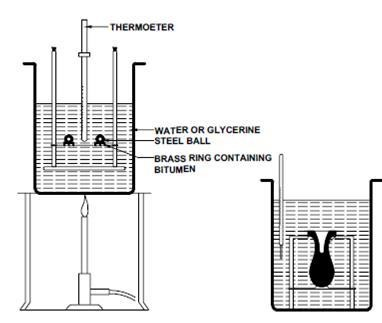 THERMOETER
WATER OR GLYCERINE
STEEL BALL
BRASS RING CONTAINING
BITUMEN